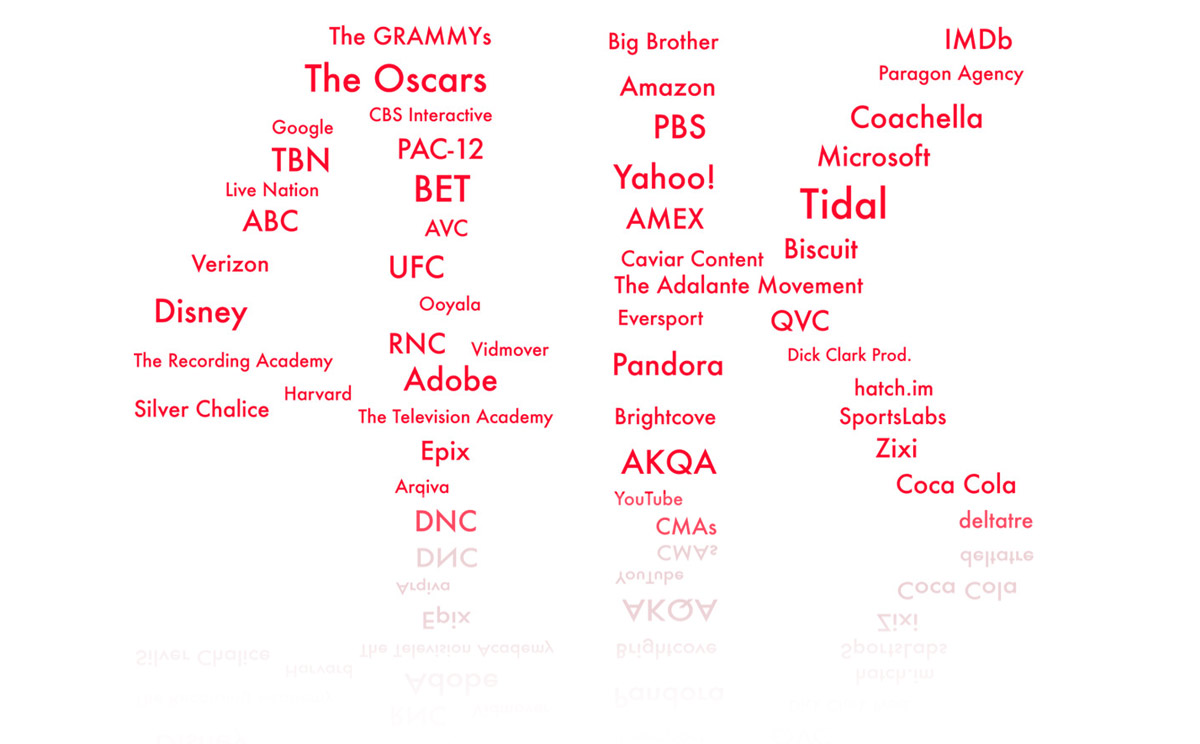 The GRAMMYs
The Oscars
CBS Interactive
Google
PAC-12
TBN
BET
Live Nation
ABC
AVC
Verizon
UFC
Ooyala
Disney
RNC
Vidmover
The Recording Academy
Adobe
Harvard
Silver Chalice
The Television Academy
Epix
Arqiva
DNC
Big Brother
Amazon
PBS
Yahoo!
AMEX
Caviar Content
The Adalante Movement
Eversport
Pandora
Brightcove
AKQA
YouTube
CMAs
IMDb
Paragon Agency
Coachella
Microsoft
Tidal
Biscuit
QVC
Dick Clark Prod.
hatch.im
SportsLabs
Zixi
Coca Cola
deltatre